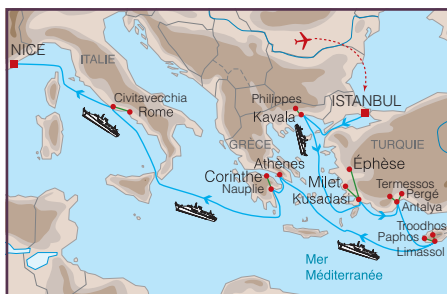 NICE
ITALIE
Civitavecchia
Rome
Philippes
Kavala
ISTANBUL
GRÈCE
Athènes
Corinthe
Nauplie
TURQUIE
Éphèse
Milet
Kusadasi
Termessos
Pergé
Antalya
Troodhos
Paphos
Limassol
Mer
Méditerranée